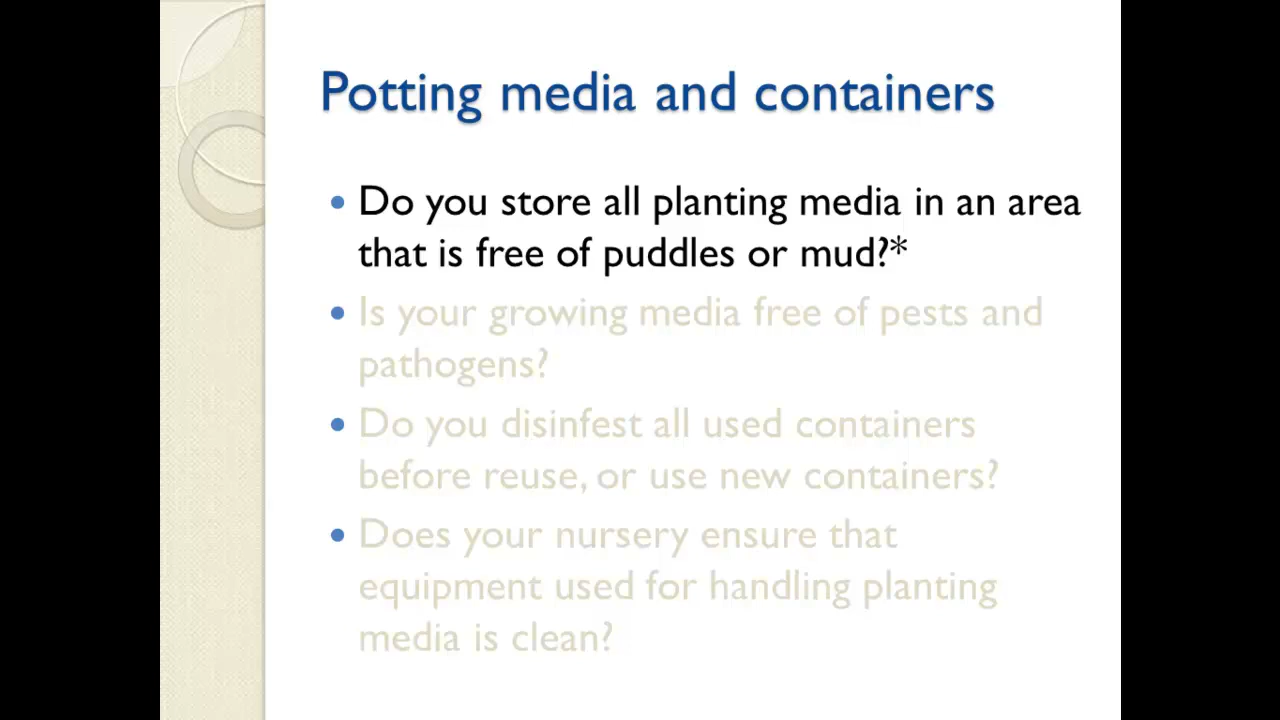 Potting media and containers
• Do you store all planting media in an area
that is free of puddles or mud?*
• Is your growing media free of pests and
pathogens?
• Do you disinfest all used containers
before reuse, or use new containers?
• Does your nursery ensure that
equipment used for handling planting
media is clean?